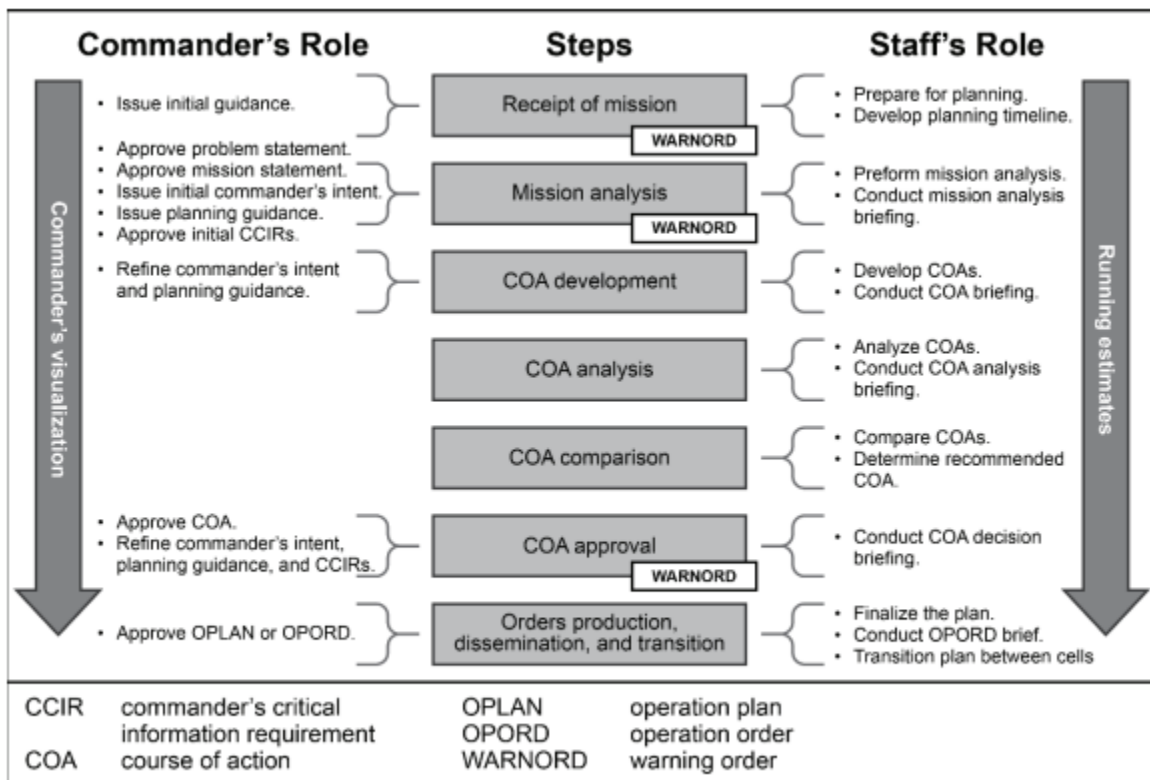 Commander's Role
Steps
Staff's Role
Commander's visualization
Running estimates
• Issue initial guidance.
Receipt of mission
WARNORD
• Prepare for planning.
• Develop planning timeline.
• Approve problem statement.
• Approve mission statement.
• Issue initial commander's intent.
• Issue planning guidance.
• Approve initial CCIRs.
Mission analysis
WARNORD
• Preform mission analysis.
• Conduct mission analysis
briefing.
• Refine commander's intent
and planning guidance.
COA development
• Develop COAs.
• Conduct COA briefing.
COA analysis
• Analyze COAs.
• Conduct COA analysis
briefing.
COA comparison
• Compare COAs.
• Determine recommended
COA.
• Approve COA.
• Refine commander's intent,
planning guidance, and CCIRs.
COA approval
WARNORD
• Conduct COA decision
briefing.
• Approve OPLAN or OPORD.
Orders production,
dissemination, and transition
• Finalize the plan.
• Conduct OPORD brief.
• Transition plan between cells
CCIR commander's critical
information requirement
COA course of action
OPLAN operation plan
OPORD operation order
WARNORD warning order